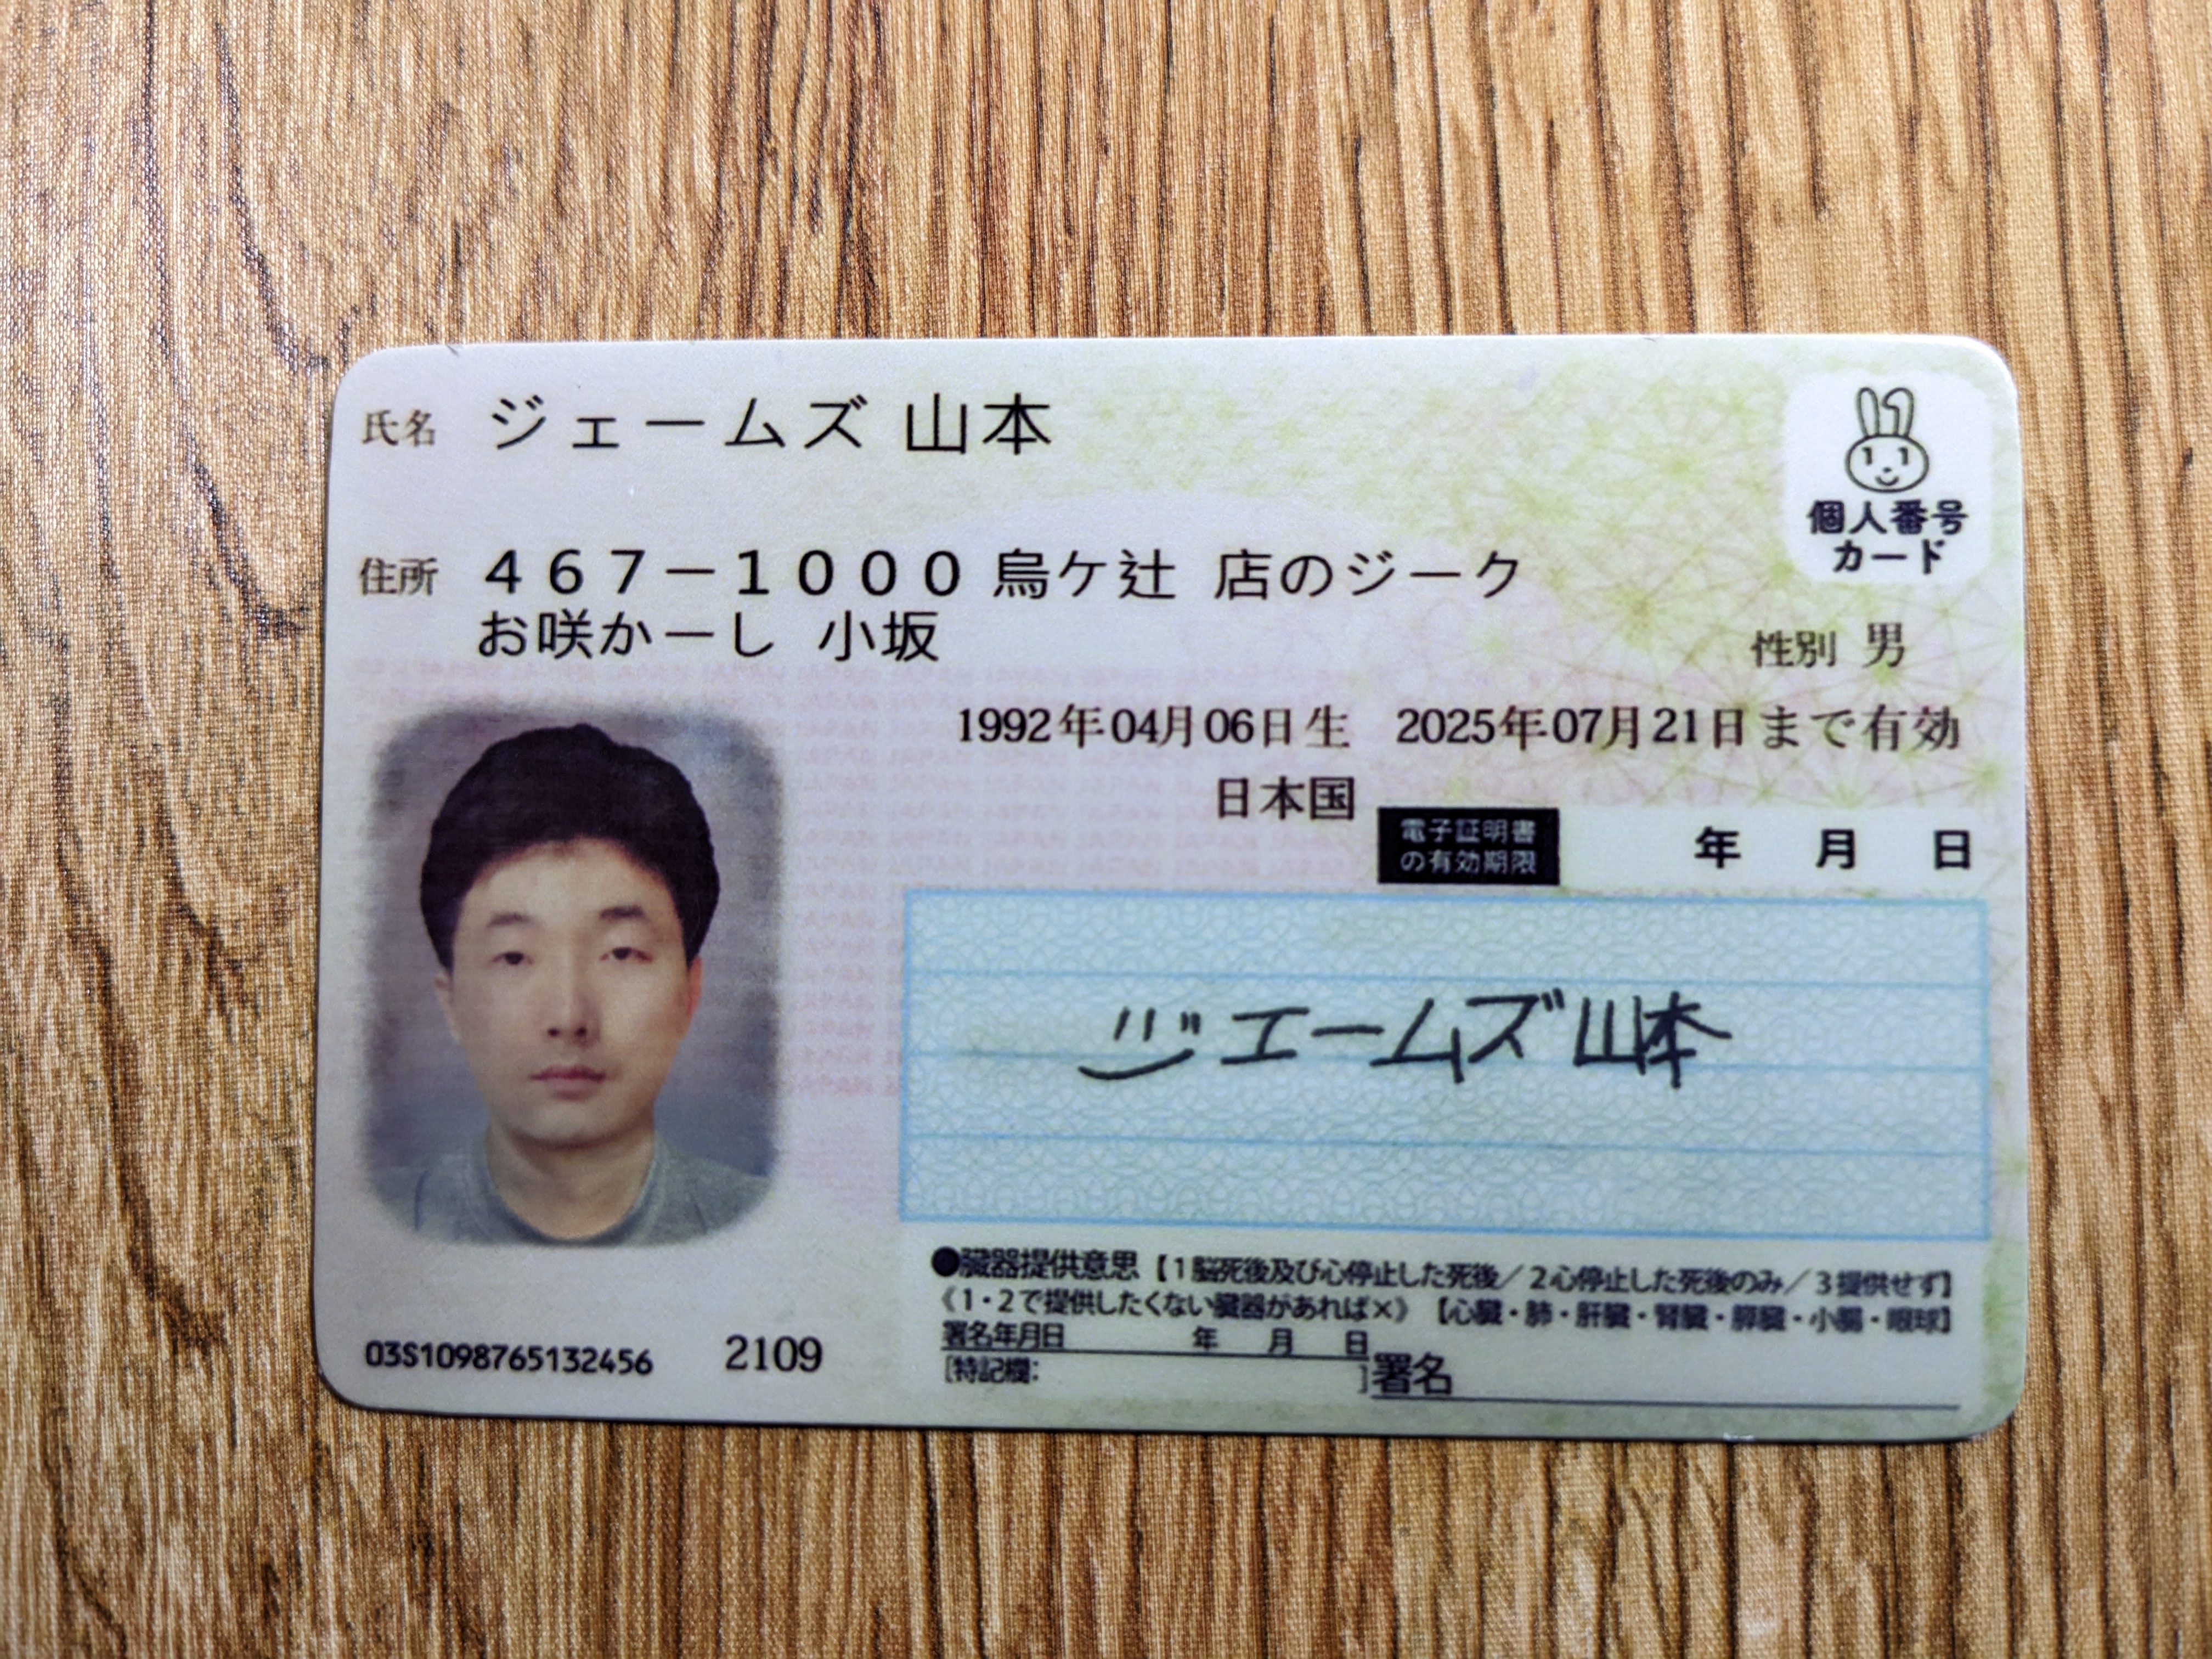 氏名 ジェームズ 山本
個人番号
カード
住所 467-1000 烏ケ辻 店のジーク
お咲かーし 小坂
性別 男
1992年04月06日生 2025年07月21日まで有効
日本国
電子証明書
の有効期限
年 月 日
ジェームズ山本
●臓器提供意思【1脳死後及び心停止した死後／2心停止した死後のみ／3提供せず】
《1・2で提供したくない臓器があれば×》【心臓・肺・肝臓・腎臓・膵臓・小腸・眼球】
署名年月日 年 月 日
[特記欄: ]署名
03S1098765132456 2109